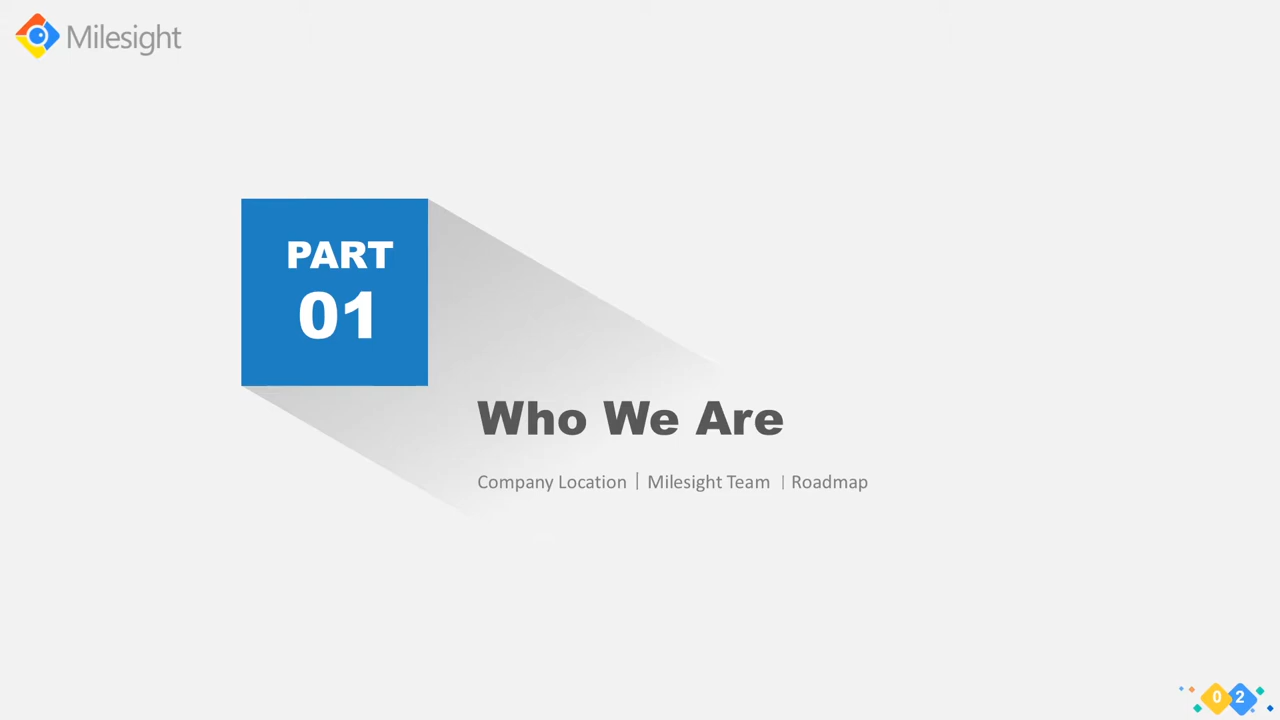 Milesight
PART
01
Who We Are
Company Location | Milesight Team | Roadmap
02